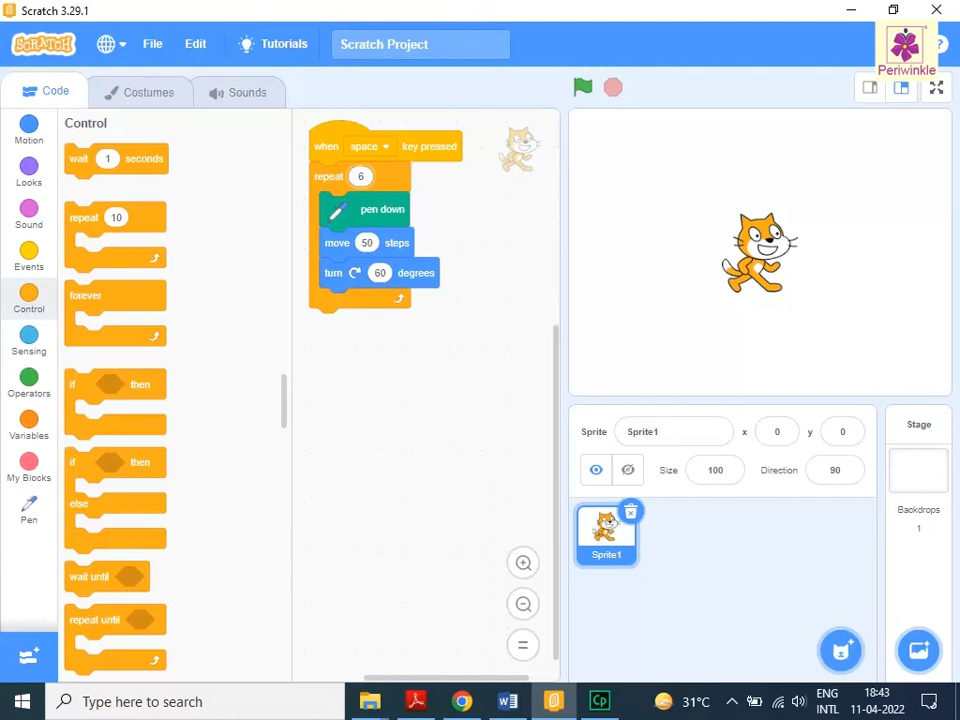 Scratch 3.29.1
SCRATCH
File
Edit
Tutorials
Scratch Project
Periwinkle
?
Code
Costumes
Sounds
Motion
Looks
Sound
Events
Control
Sensing
Operators
Variables
My Blocks
Pen
Control
wait 1 seconds
repeat 10
forever
if then
if then
else
wait until
repeat until
when space key pressed
repeat 6
pen down
move 50 steps
turn 60 degrees
Sprite Sprite1 x 0 y 0
Size 100 Direction 90
Sprite1
Stage
Backdrops
1
Type here to search
31°C
ENG
INTL
18:43
11-04-2022